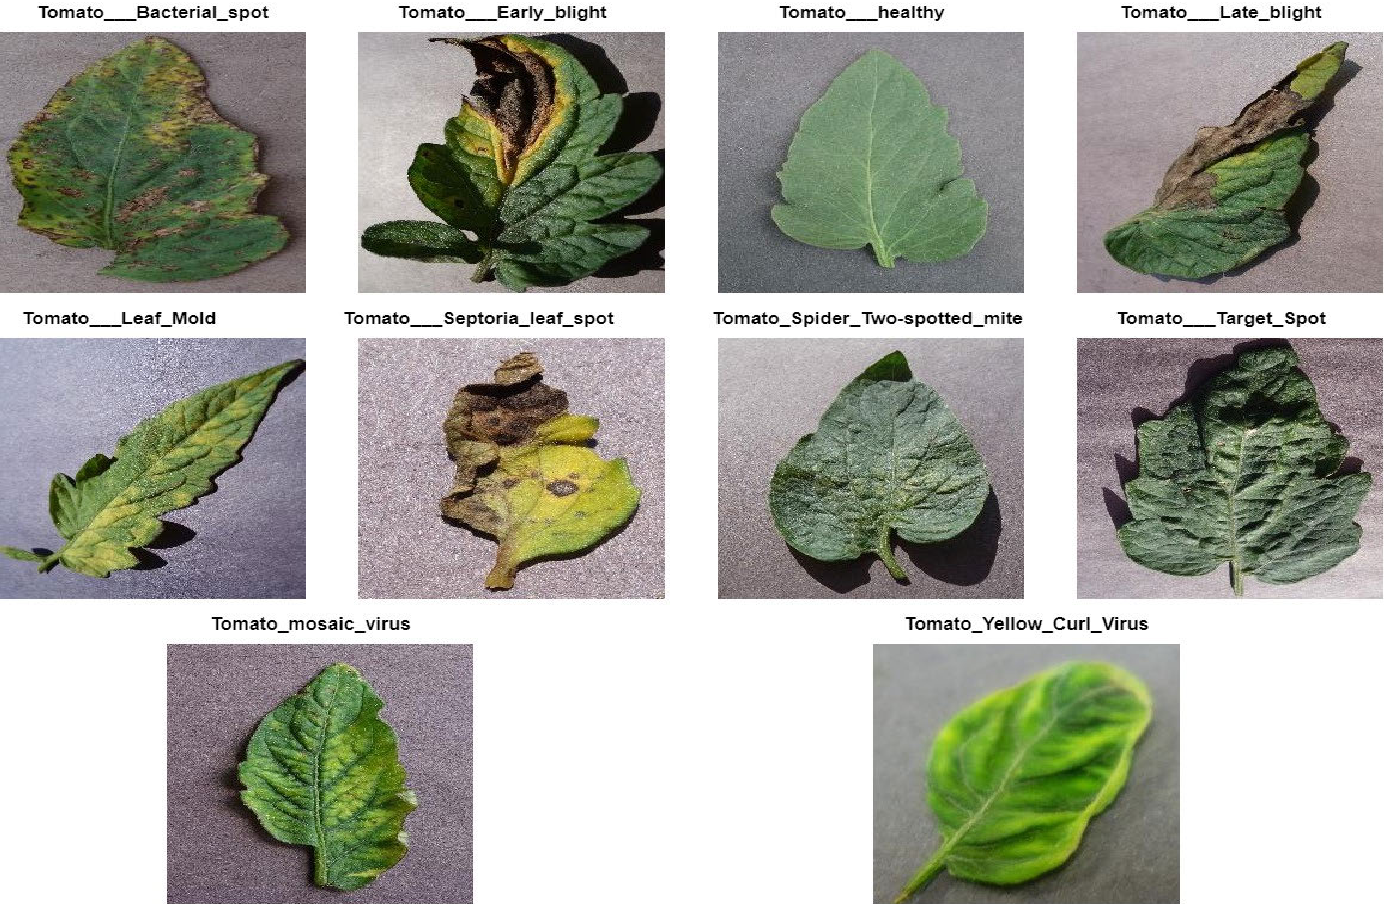 Tomato___Bacterial_spot
Tomato___Early_blight
Tomato___healthy
Tomato___Late_blight
Tomato___Leaf_Mold
Tomato___Septoria_leaf_spot
Tomato_Spider_Two-spotted_mite
Tomato___Target_Spot
Tomato_mosaic_virus
Tomato_Yellow_Curl_Virus